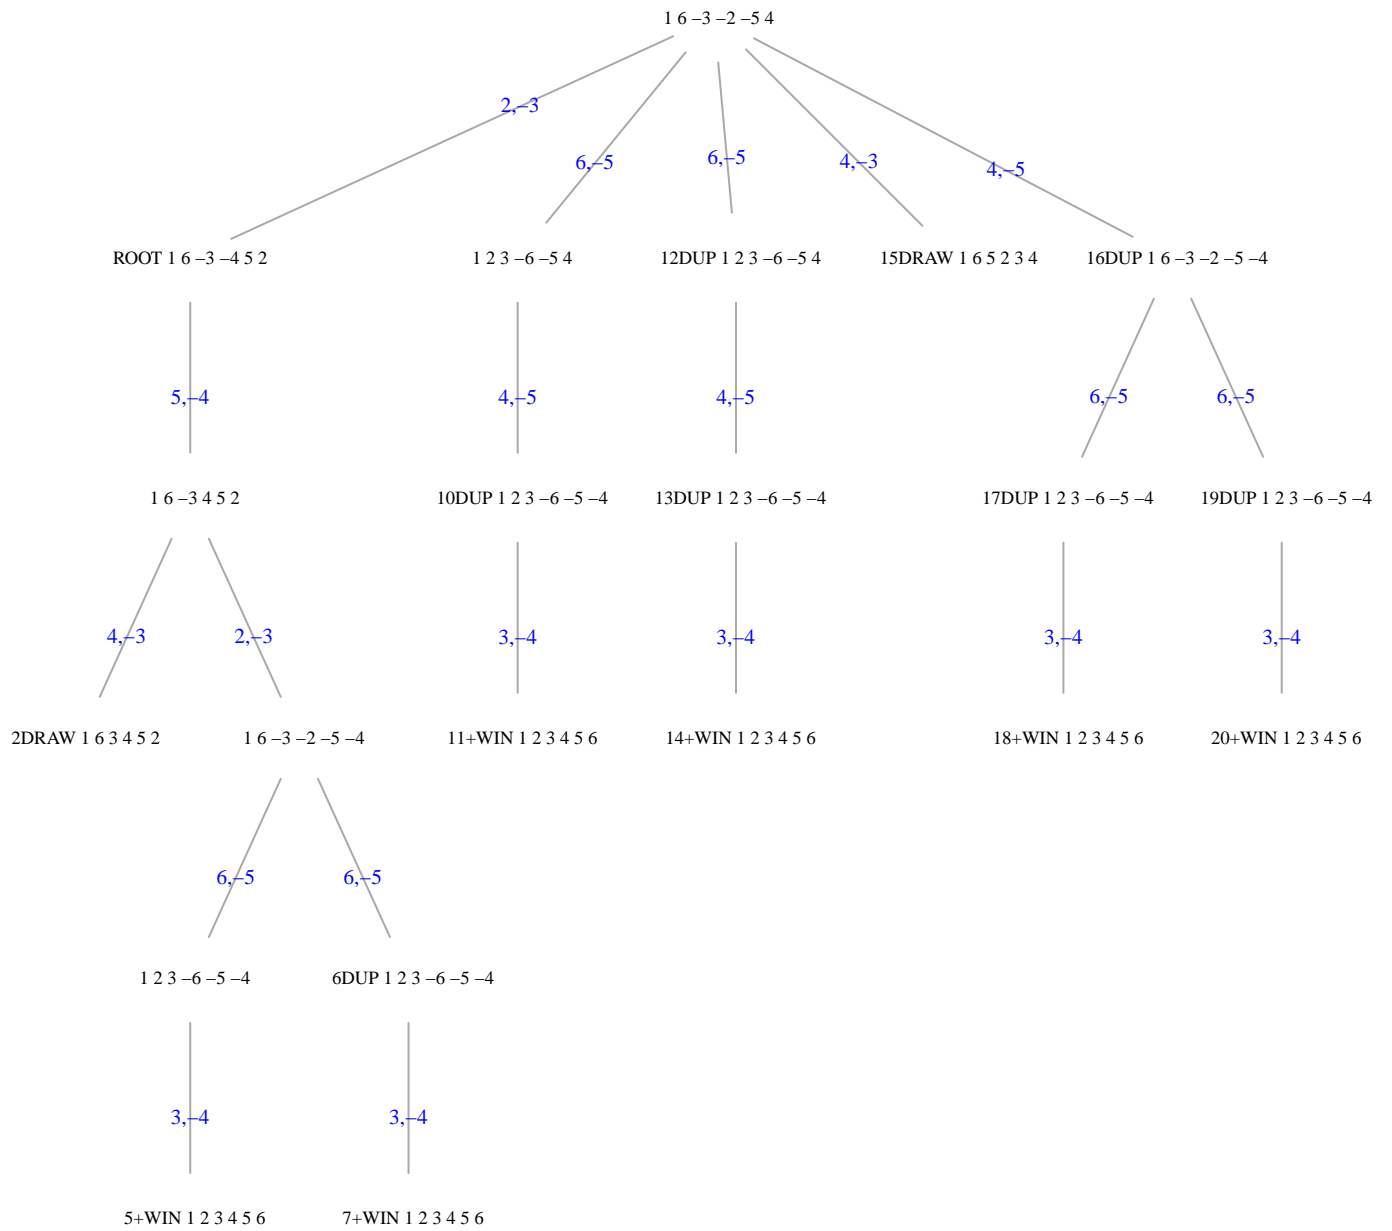 1 6 –3 –2 –5 4
2,–3
6,–5
6,–5
4,–3
4,–5
ROOT 1 6 –3 –4 5 2
1 2 3 –6 –5 4
12DUP 1 2 3 –6 –5 4
15DRAW 1 6 5 2 3 4
16DUP 1 6 –3 –2 –5 –4
5,–4
4,–5
4,–5
6,–5
6,–5
1 6 –3 4 5 2
10DUP 1 2 3 –6 –5 –4
13DUP 1 2 3 –6 –5 –4
17DUP 1 2 3 –6 –5 –4
19DUP 1 2 3 –6 –5 –4
4,–3
2,–3
3,–4
3,–4
3,–4
3,–4
2DRAW 1 6 3 4 5 2
1 6 –3 –2 –5 –4
11+WIN 1 2 3 4 5 6
14+WIN 1 2 3 4 5 6
18+WIN 1 2 3 4 5 6
20+WIN 1 2 3 4 5 6
6,–5
6,–5
1 2 3 –6 –5 –4
6DUP 1 2 3 –6 –5 –4
3,–4
3,–4
5+WIN 1 2 3 4 5 6
7+WIN 1 2 3 4 5 6